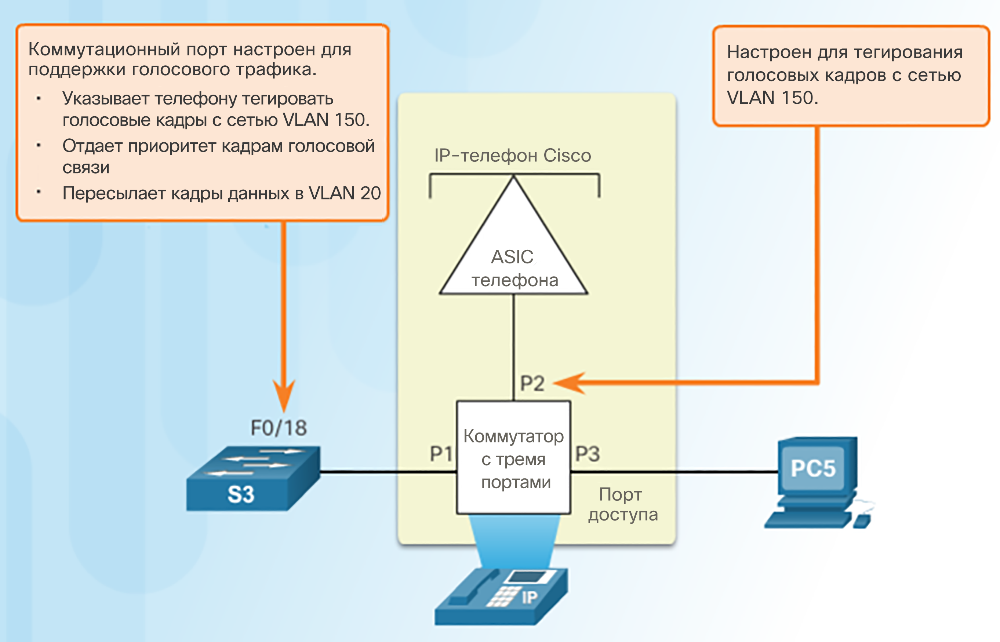 Коммутационный порт настроен для
поддержки голосового трафика.
· Указывает телефону тегировать
голосовые кадры с сетью VLAN 150.
· Отдает приоритет кадрам голосовой
связи
· Пересылает кадры данных в VLAN 20
Настроен для тегирования
голосовых кадров с сетью
VLAN 150.
IP-телефон Cisco
ASIC
телефона
P2
F0/18
P1
Коммутатор
с тремя
портами
P3
Порт
доступа
S3
PC5
IP